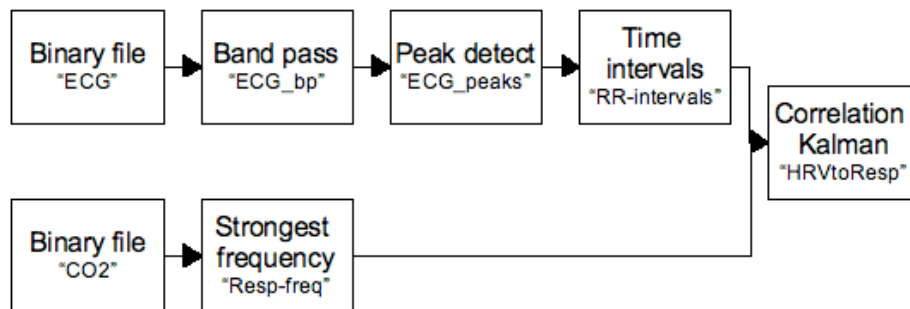 Binary file
“ECG”
Band pass
“ECG_bp”
Peak detect
“ECG_peaks”
Time
intervals
“RR-intervals”
Correlation
Kalman
“HRVtoResp”
Binary file
“CO2”
Strongest
frequency
“Resp-freq”